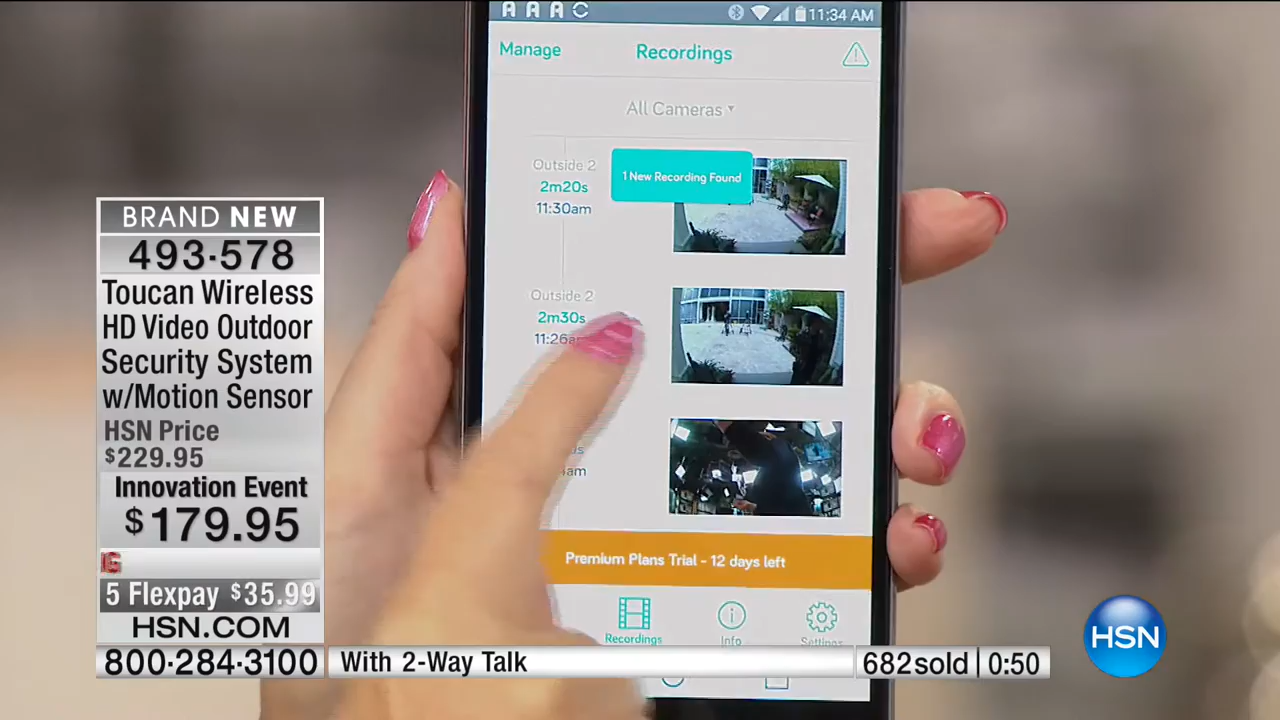 11:34 AM
Manage
Recordings
All Cameras
Outside 2
2m20s
11:30am
1 New Recording Found
Outside 2
2m30s
Premium Plans Trial - 12 days left
Recordings
Info
BRAND NEW
493·578
Toucan Wireless
HD Video Outdoor
Security System
w/Motion Sensor
HSN Price
$229.95
Innovation Event
$179.95
5 Flexpay $35.99
HSN.COM
800·284·3100
With 2-Way Talk
682sold | 0:50
HSN